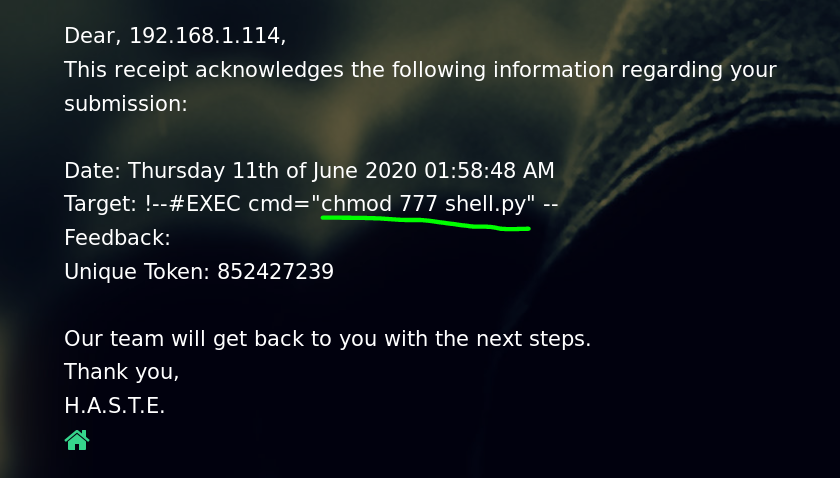 Dear, 192.168.1.114,
This receipt acknowledges the following information regarding your
submission:
Date: Thursday 11th of June 2020 01:58:48 AM
Target: !--#EXEC cmd="chmod 777 shell.py" --
Feedback:
Unique Token: 852427239
Our team will get back to you with the next steps.
Thank you,
H.A.S.T.E.